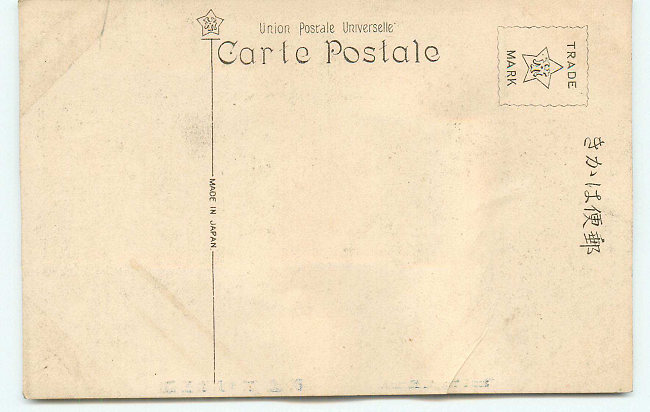 Union Postale Universelle
Carte Postale
TRADE
MARK
MADE IN JAPAN
きかは便郵